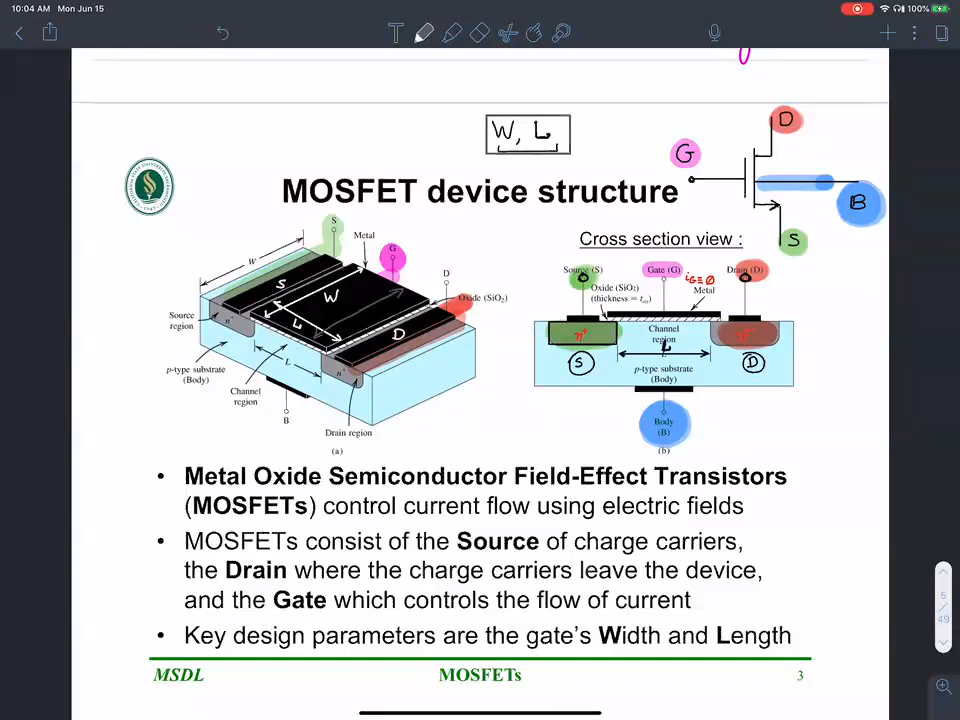 10:04 AM Mon Jun 15
100%
W, L
D
G
B
S
MOSFET device structure
Cross section view :
S
Metal
G
W
D
Oxide (SiO2)
S
W
L
D
Source
region
n+
L
n+
p-type substrate
(Body)
Channel
region
B
Drain region
(a)
Source (S)
Gate (G)
iG=0
Drain (D)
Oxide (SiO2)
(thickness = tox)
Metal
n+
Channel
region
n+
L
S
D
p-type substrate
(Body)
Body
(B)
(b)
• Metal Oxide Semiconductor Field-Effect Transistors
(MOSFETs) control current flow using electric fields
• MOSFETs consist of the Source of charge carriers,
the Drain where the charge carriers leave the device,
and the Gate which controls the flow of current
• Key design parameters are the gate's Width and Length
MSDL
MOSFETs
3
5
/
49